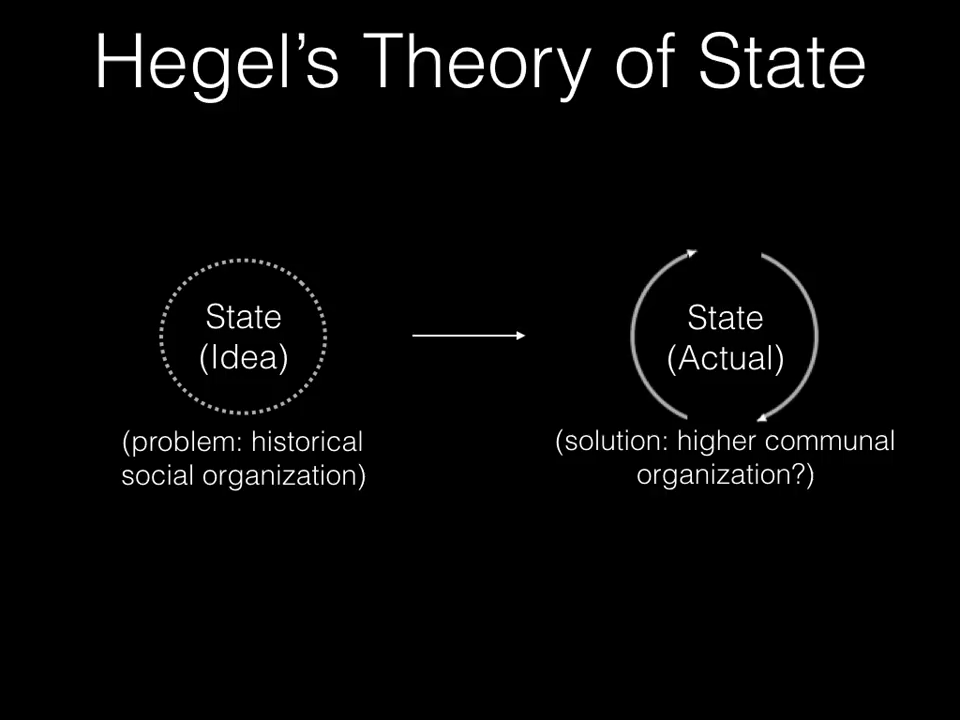 Hegel’s Theory of State
State
(Idea)
(problem: historical
social organization)
State
(Actual)
(solution: higher communal
organization?)